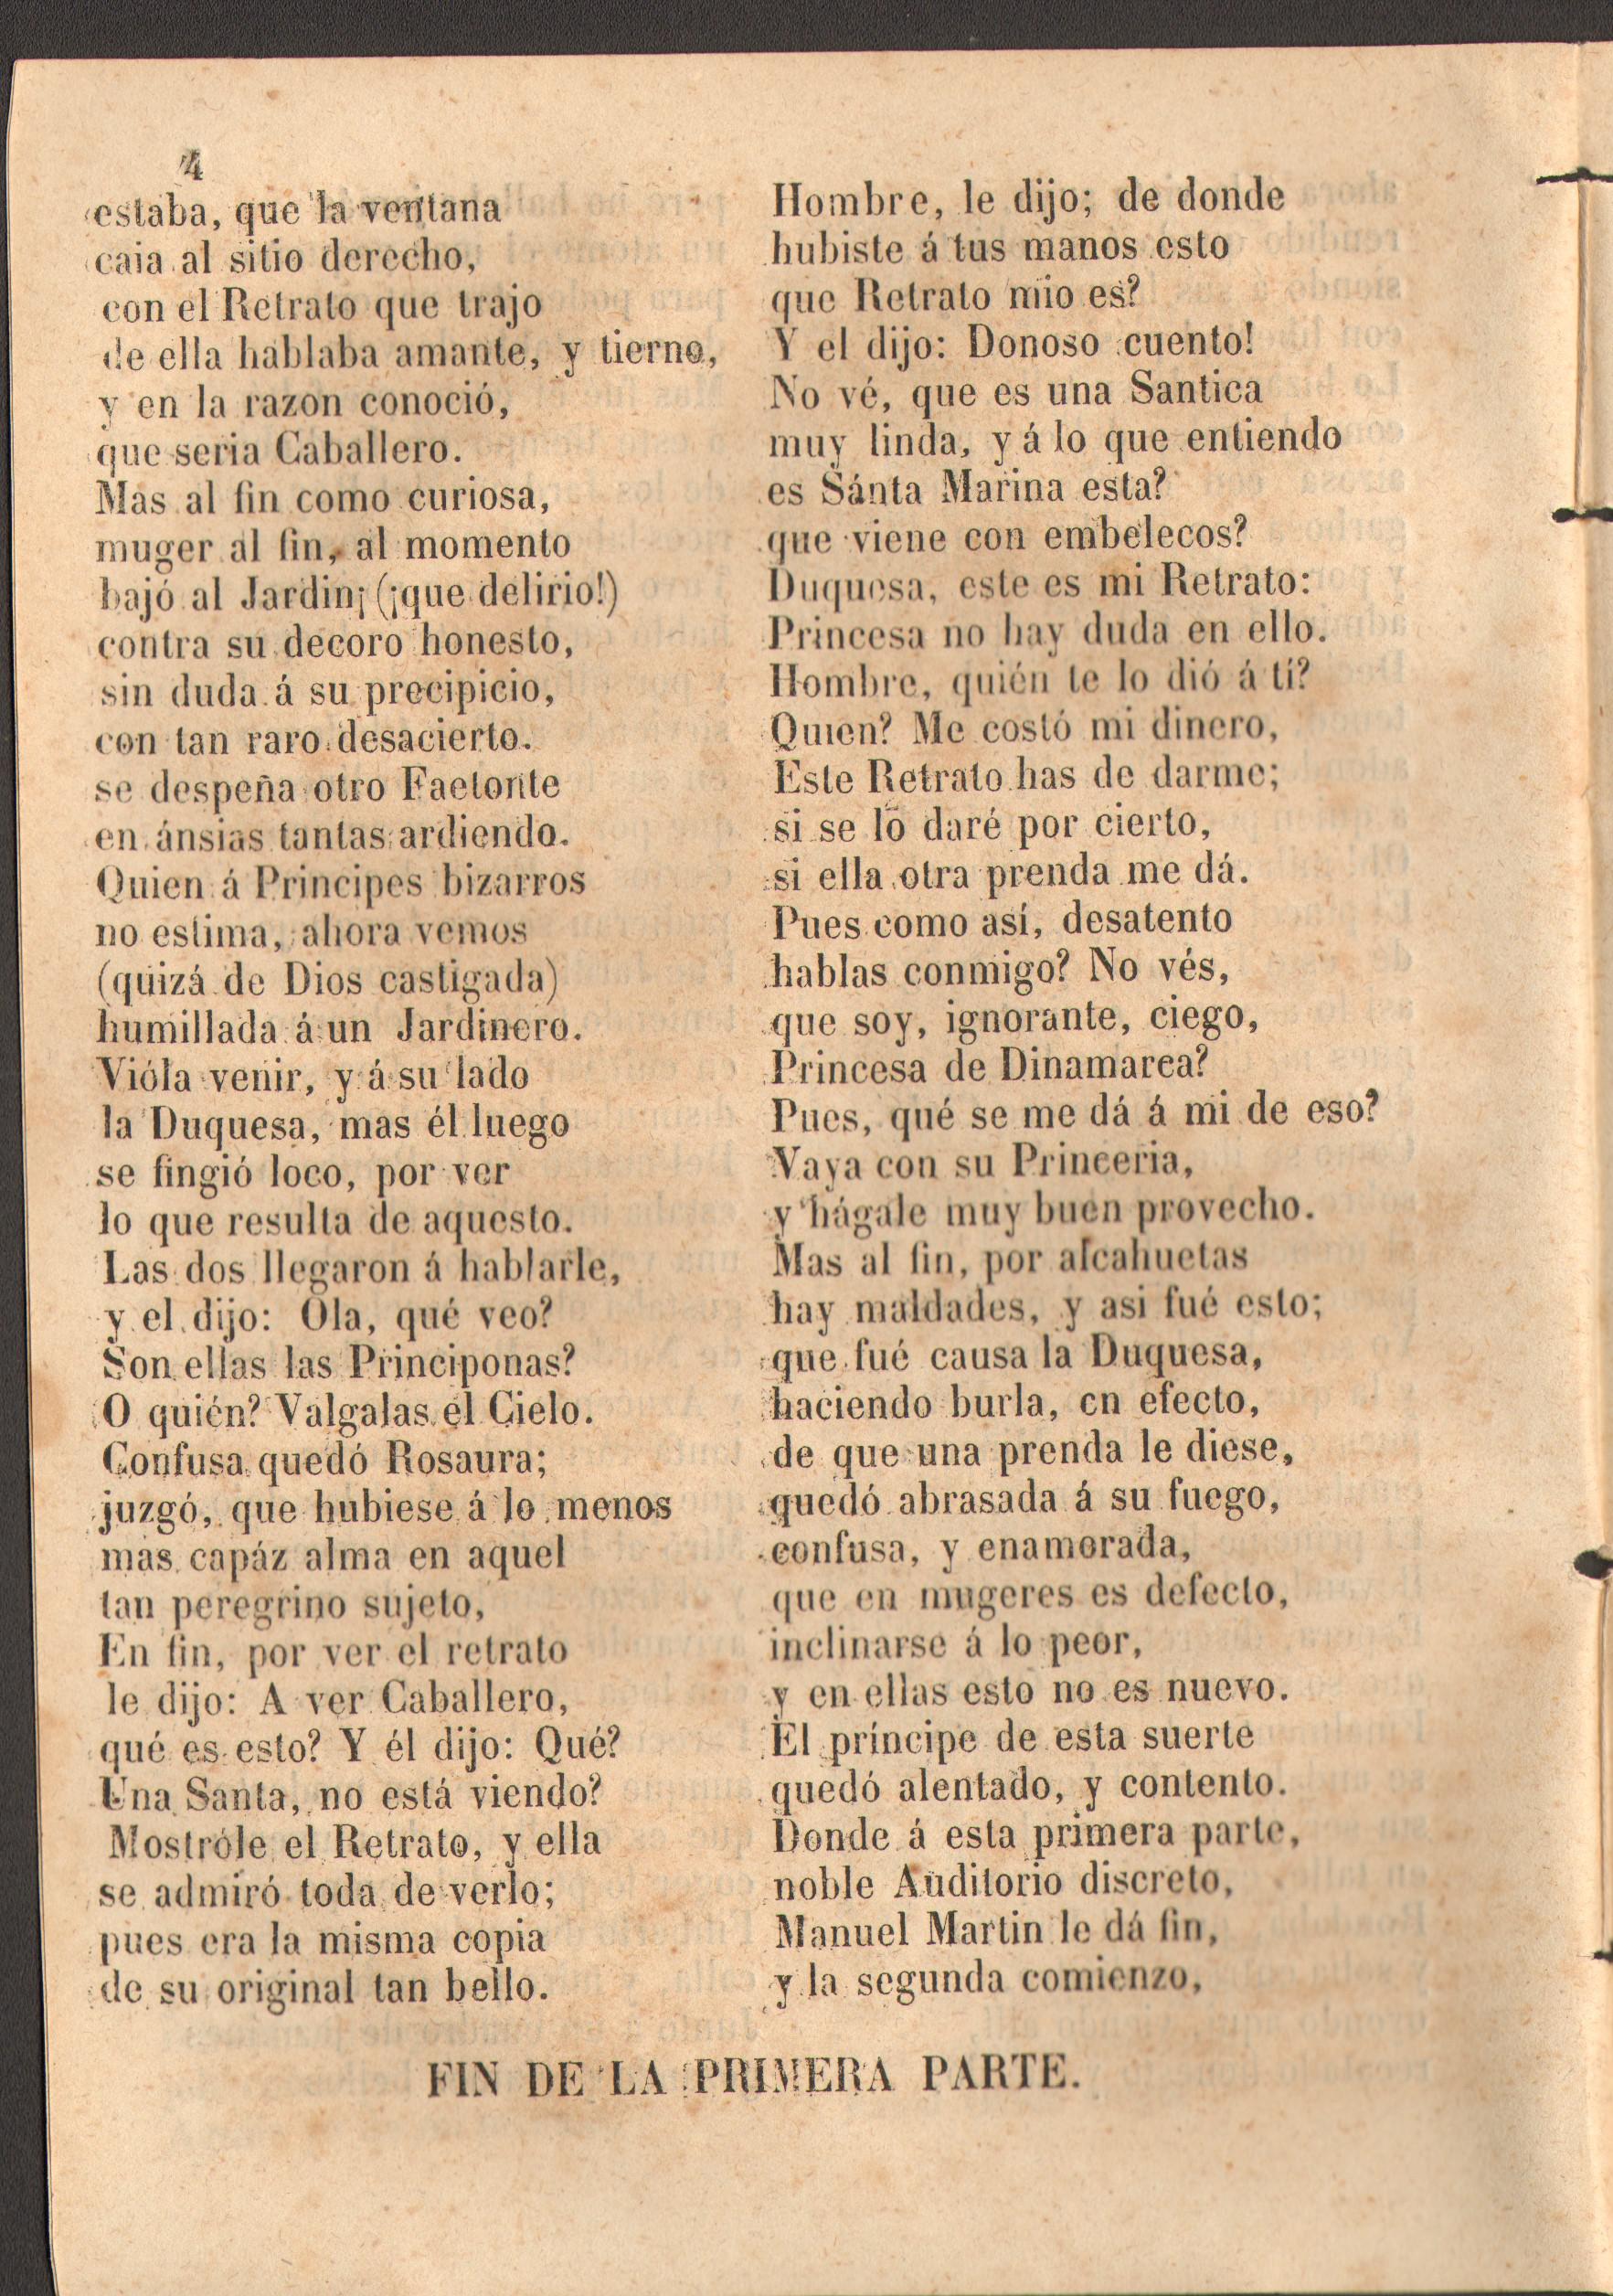 4
estaba, que la ventana
caia al sitio derecho,
con el Retrato que trajo
de ella hablaba amante, y tierno,
y en la razon conoció,
que seria Caballero.
Mas al fin como curiosa,
muger al fin, al momento
bajó al Jardin; (¡que delirio!)
contra su decoro honesto,
sin duda á su precipicio,
con tan raro desacierto.
se despeña otro Faetonte
en ánsias tantas ardiendo.
Quien á Principes bizarros
no estima, ahora vemos
(quizá de Dios castigada)
humillada á un Jardinero.
Vióla venir, y á su lado
la Duquesa, mas él luego
se fingió loco, por ver
lo que resulta de aquesto.
Las dos llegaron á hablarle,
y el dijo: Ola, qué veo?
Son ellas las Principonas?
O quién? Valgalas el Cielo.
Confusa quedó Rosaura;
juzgó, que hubiese á lo menos
mas capáz alma en aquel
tan peregrino sujeto,
En fin, por ver el retrato
le dijo: A ver Caballero,
qué es esto? Y él dijo: Qué?
Una Santa, no está viendo?
Mostróle el Retrato, y ella
se admiró toda de verlo;
pues era la misma copia
de su original tan bello.
Hombre, le dijo; de donde
hubiste á tus manos esto
que Retrato mio es?
Y el dijo: Donoso cuento!
No vé, que es una Santica
muy linda, y á lo que entiendo
es Sánta Marina esta?
que viene con embelecos?
Duquesa, este es mi Retrato:
Princesa no hay duda en ello.
Hombre, quién te lo dió á tí?
Quien? Me costó mi dinero,
Este Retrato has de darme;
si se lo daré por cierto,
si ella otra prenda me dá.
Pues como así, desatento
hablas conmigo? No vés,
que soy, ignorante, ciego,
Princesa de Dinamarea?
Pues, qué se me dá á mi de eso?
Vaya con su Princeria,
y hágale muy buen provecho.
Mas al fin, por alcahuetas
hay maldades, y asi fué esto;
que fué causa la Duquesa,
haciendo burla, en efecto,
de que una prenda le diese,
quedó abrasada á su fuego,
confusa, y enamorada,
que en mugeres es defecto,
inclinarse á lo peor,
y en ellas esto no es nuevo.
El príncipe de esta suerte
quedó alentado, y contento.
Donde á esta primera parte,
noble Auditorio discreto,
Manuel Martin le dá fin,
y la segunda comienzo,
FIN DE LA PRIMERA PARTE.